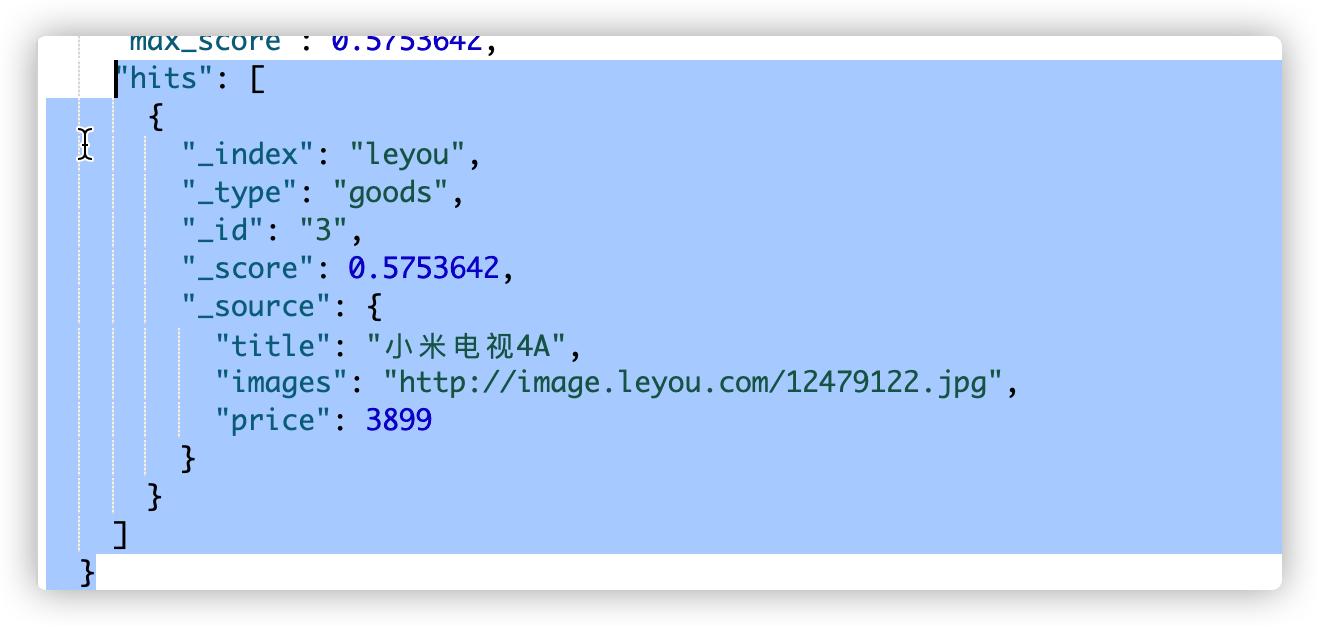 max_score": 0.5753642,
"hits": [
{
"_index": "leyou",
"_type": "goods",
"_id": "3",
"_score": 0.5753642,
"_source": {
"title": "小米电视4A",
"images": "http://image.leyou.com/12479122.jpg",
"price": 3899
}
}
]
}